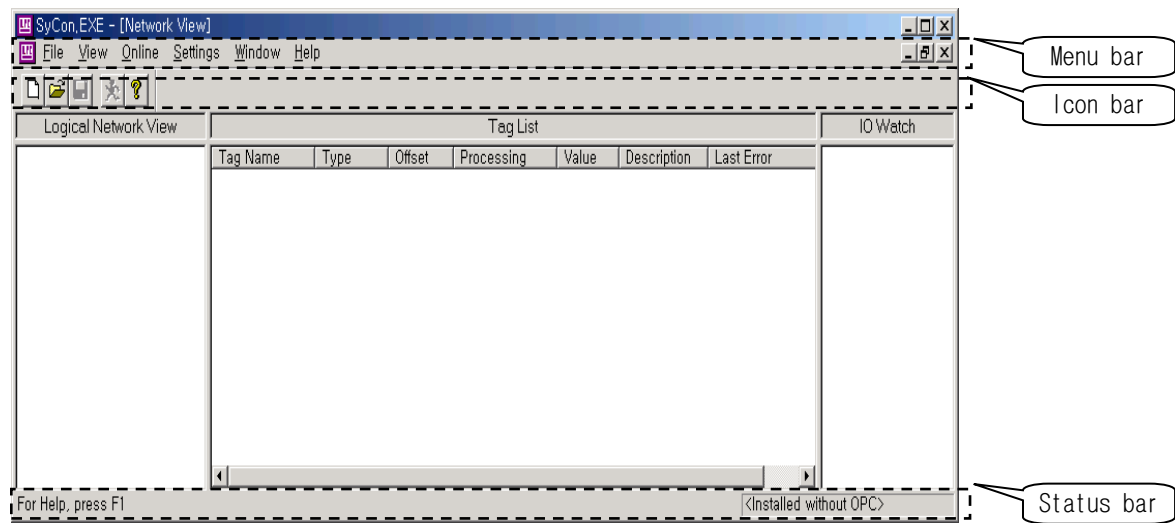 SyCon.EXE - [Network View]
File View Online Settings Window Help
Menu bar
Icon bar
Logical Network View Tag List IO Watch
Tag Name Type Offset Processing Value Description Last Error
For Help, press F1 <Installed without OPC>
Status bar